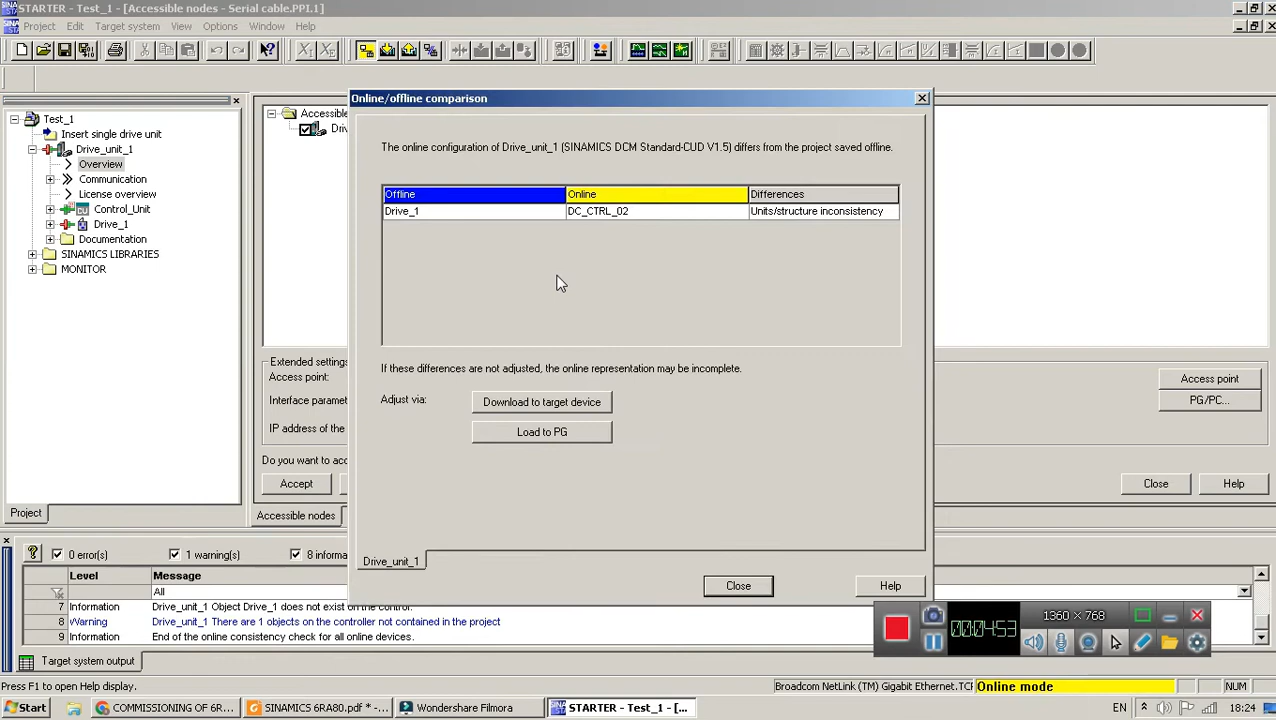 STARTER - Test_1 - [Accessible nodes - Serial cable.PPI.1]
Project Edit Target system View Options Window Help
Test_1
Insert single drive unit
Drive_unit_1
Overview
Communication
License overview
Control_Unit
Drive_1
Documentation
SINAMICS LIBRARIES
MONITOR
Project
Accessible
Extended settings
Access point:
Interface paramet
IP address of the
Do you want to acc
Accept
Access point
PG/PC...
Close
Help
Accessible nodes
Online/offline comparison
The online configuration of Drive_unit_1 (SINAMICS DCM Standard-CUD V1.5) differs from the project saved offline.
Offline Online Differences
Drive_1 DC_CTRL_02 Units/structure inconsistency
If these differences are not adjusted, the online representation may be incomplete.
Adjust via:
Download to target device
Load to PG
Drive_unit_1
Close
Help
0 error(s) 1 warning(s) 8 informa
Level Message
All
7 Information Drive_unit_1 Object Drive_1 does not exist on the control.
8 Warning Drive_unit_1 There are 1 objects on the controller not contained in the project
9 Information End of the online consistency check for all online devices.
Target system output
00:04:53
1360 × 768
Press F1 to open Help display.
Broadcom NetLink (TM) Gigabit Ethernet.TCF
Online mode
NUM
Start
COMMISSIONING OF 6R...
SINAMICS 6RA80.pdf * -...
Wondershare Filmora
STARTER - Test_1 - [...
EN
18:24